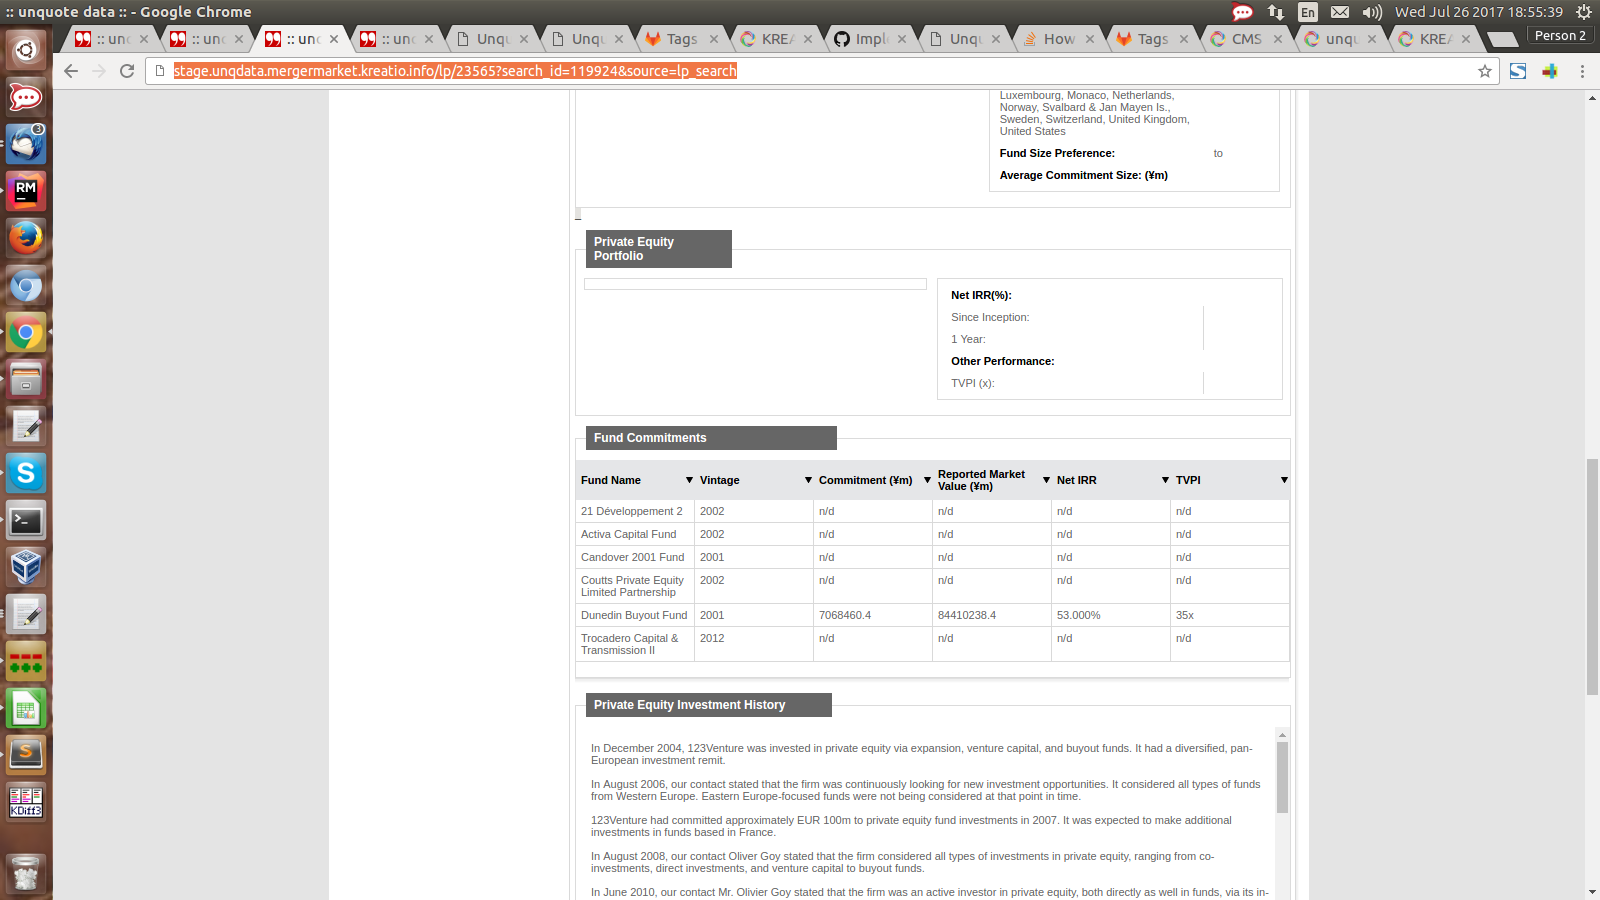 :: unquote data :: - Google Chrome
En
Wed Jul 26 2017 18:55:39
:: unc
:: unc
:: unc
:: unc
Unqu
Unqu
Tags
KREA
Imple
Unqu
How
Tags
CMS
unqu
KREA
Person 2
stage.unqdata.mergermarket.kreatio.info/lp/23565?search_id=119924&source=lp_search
S
3
RM
S
S
KDiff3
Luxembourg, Monaco, Netherlands,
Norway, Svalbard & Jan Mayen Is.,
Sweden, Switzerland, United Kingdom,
United States
Fund Size Preference: to
Average Commitment Size: (¥m)
Private Equity
Portfolio
Net IRR(%):
Since Inception:
1 Year:
Other Performance:
TVPI (x):
Fund Commitments
Fund Name Vintage Commitment (¥m) Reported Market Value (¥m) Net IRR TVPI
21 Développement 2 2002 n/d n/d n/d n/d
Activa Capital Fund 2002 n/d n/d n/d n/d
Candover 2001 Fund 2001 n/d n/d n/d n/d
Coutts Private Equity Limited Partnership 2002 n/d n/d n/d n/d
Dunedin Buyout Fund 2001 7068460.4 84410238.4 53.000% 35x
Trocadero Capital & Transmission II 2012 n/d n/d n/d n/d
Private Equity Investment History
In December 2004, 123Venture was invested in private equity via expansion, venture capital, and buyout funds. It had a diversified, pan-
European investment remit.
In August 2006, our contact stated that the firm was continuously looking for new investment opportunities. It considered all types of funds
from Western Europe. Eastern Europe-focused funds were not being considered at that point in time.
123Venture had committed approximately EUR 100m to private equity fund investments in 2007. It was expected to make additional
investments in funds based in France.
In August 2008, our contact Oliver Goy stated that the firm considered all types of investments in private equity, ranging from co-
investments, direct investments, and venture capital to buyout funds.
In June 2010, our contact Mr. Olivier Goy stated that the firm was an active investor in private equity, both directly as well in funds, via its in-